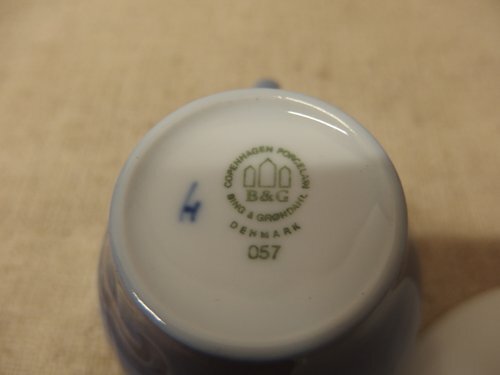 COPENHAGEN PORCELAIN
B&G
BING & GRØNDAHL
DENMARK
057